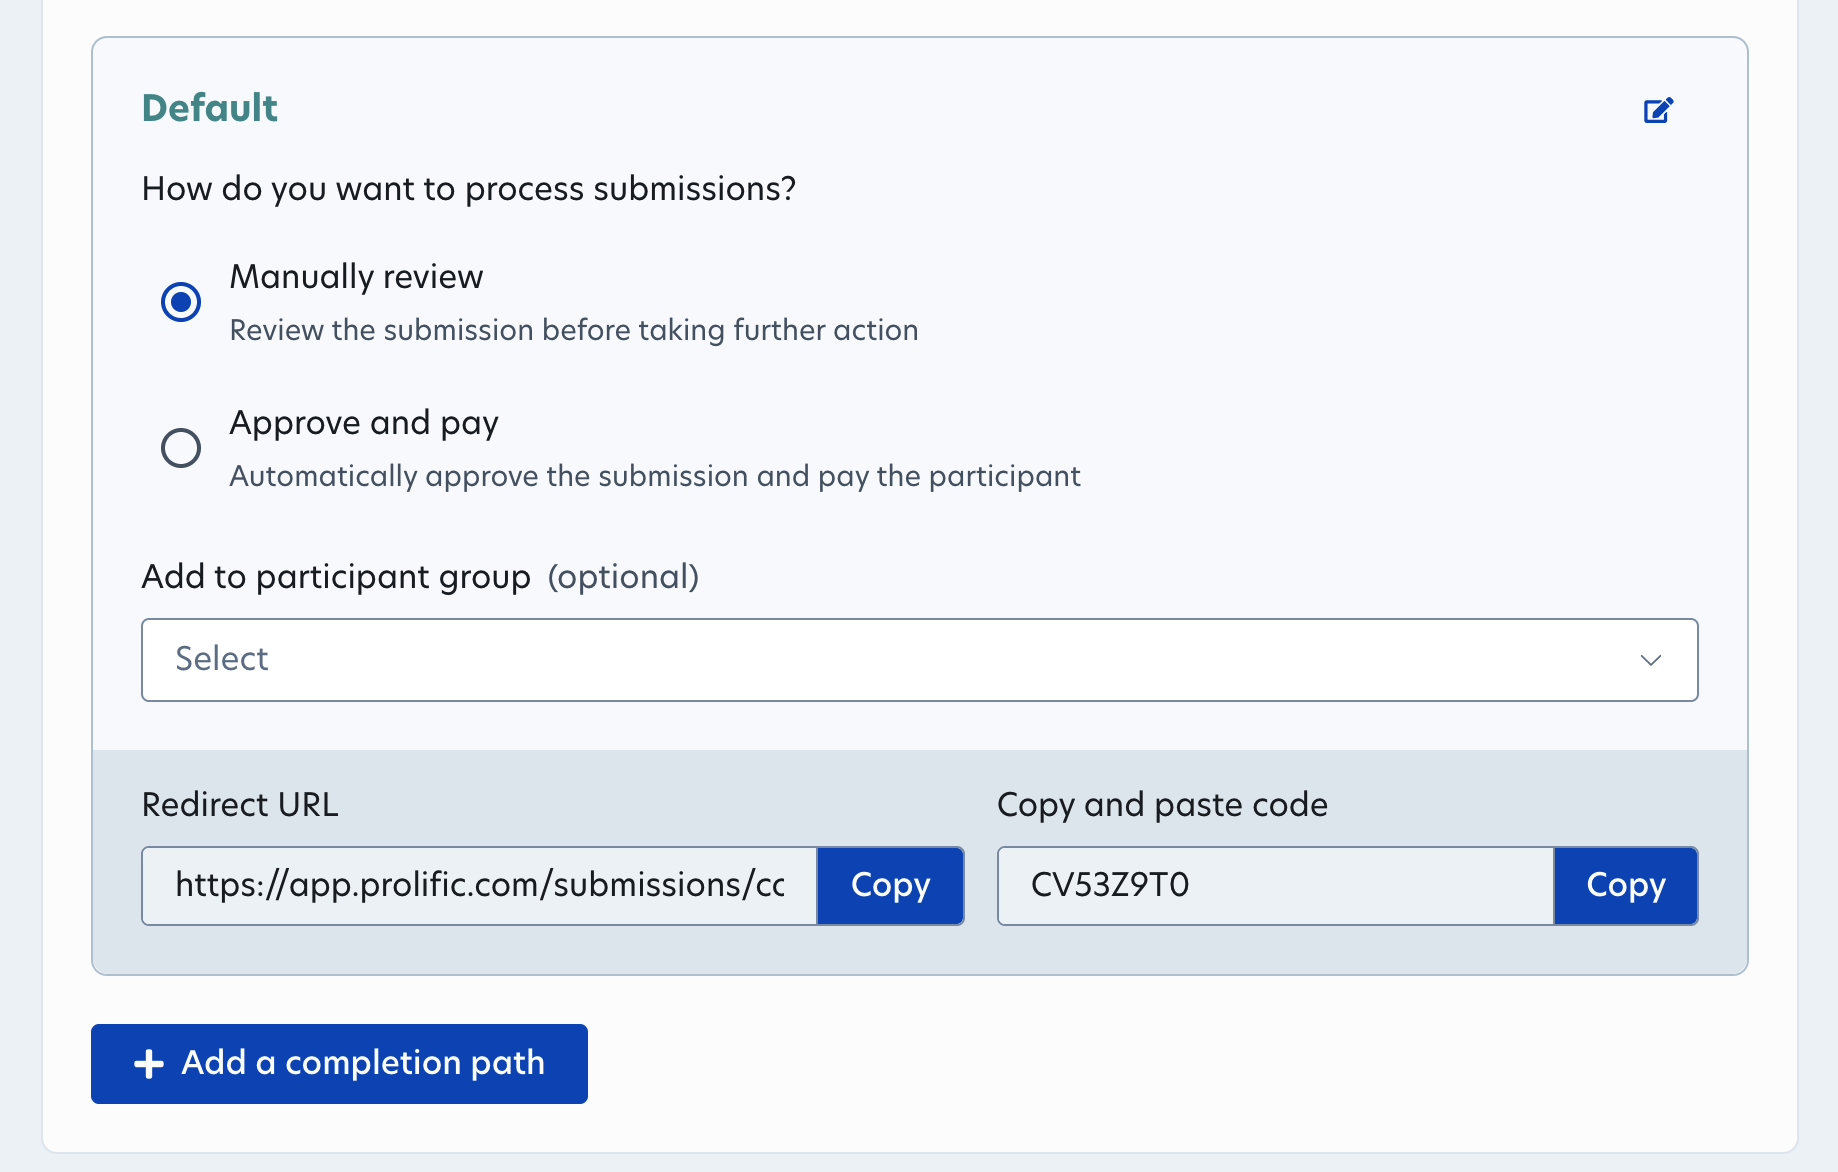 Default
How do you want to process submissions?
Manually review
Review the submission before taking further action
Approve and pay
Automatically approve the submission and pay the participant
Add to participant group (optional)
Select
Redirect URL
https://app.prolific.com/submissions/cc
Copy
Copy and paste code
CV53Z9T0
Copy
Add a completion path